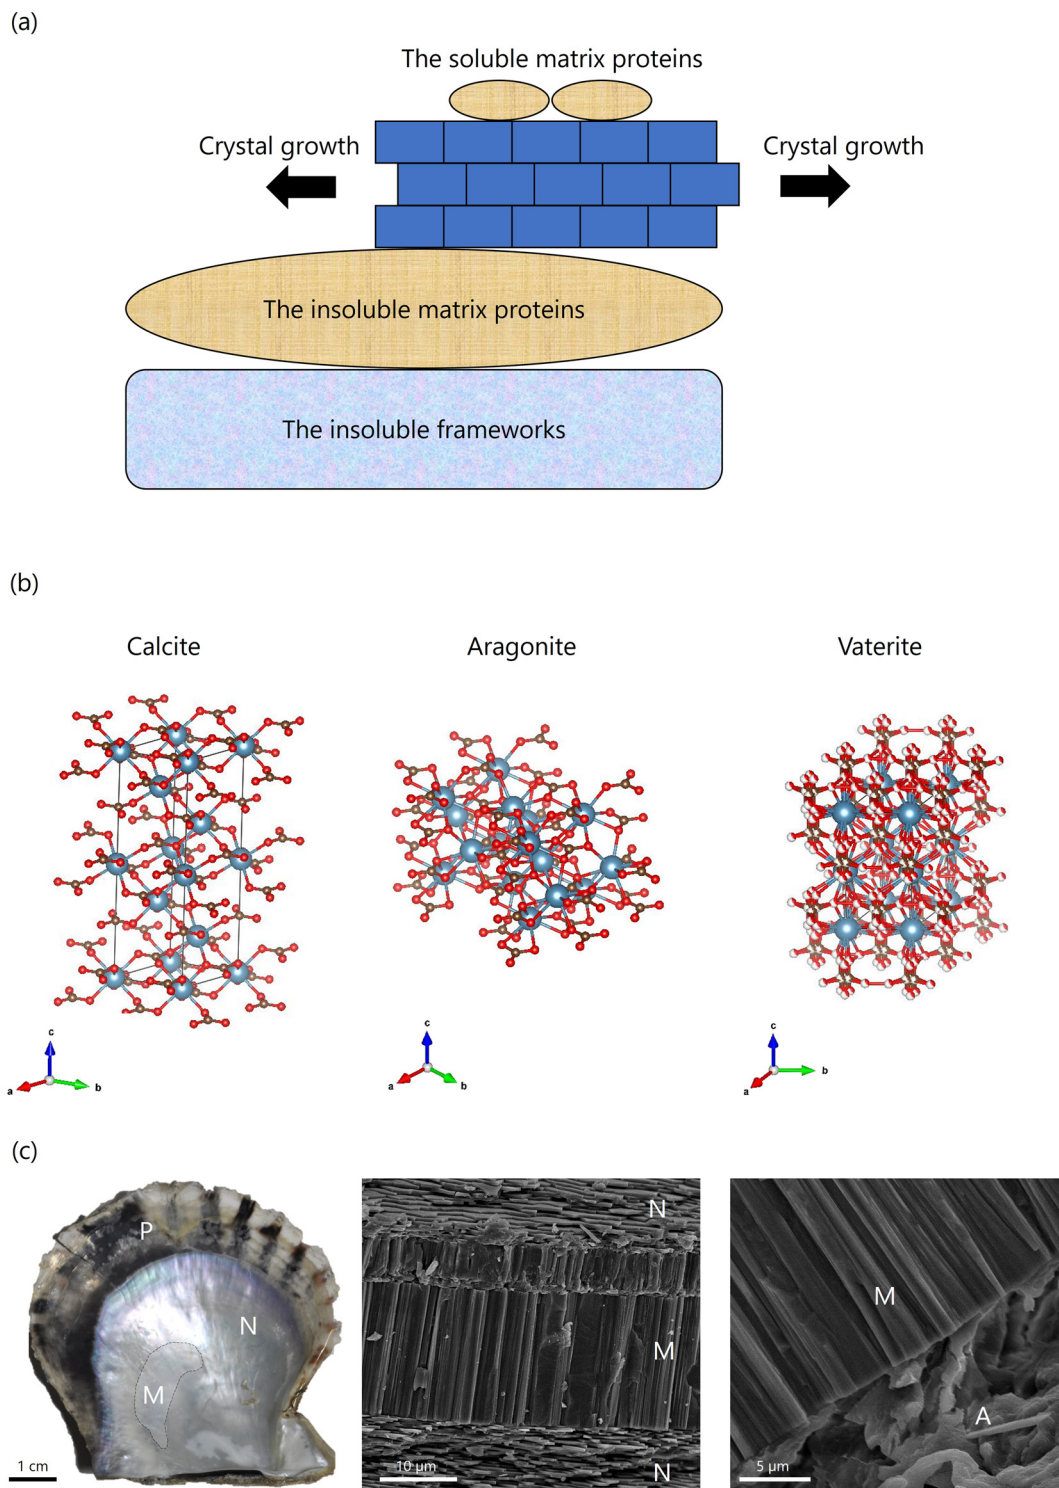 (a)
The soluble matrix proteins
Crystal growth
Crystal growth
The insoluble matrix proteins
The insoluble frameworks
(b)
Calcite
Aragonite
Vaterite
c
a
b
c
a
b
c
a
b
(c)
P
N
M
1 cm
N
M
N
10 μm
M
A
5 μm